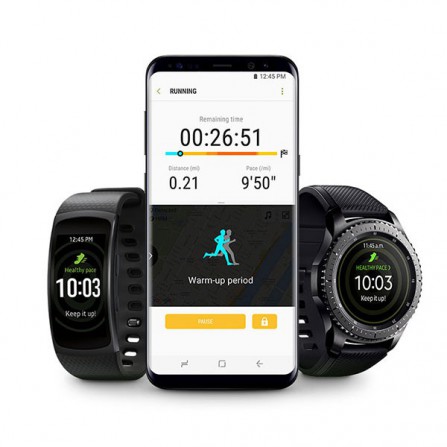 12:45 PM
RUNNING
Remaining time
00:26:51
Distance (mi)
Pace (/mi)
0.21
9'50"
Warm-up period
PAUSE
12:45 PM
Healthy pace
10:03
Keep it up!
11:45 a.m.
HEALTHY PACE
10:03
Keep it up!